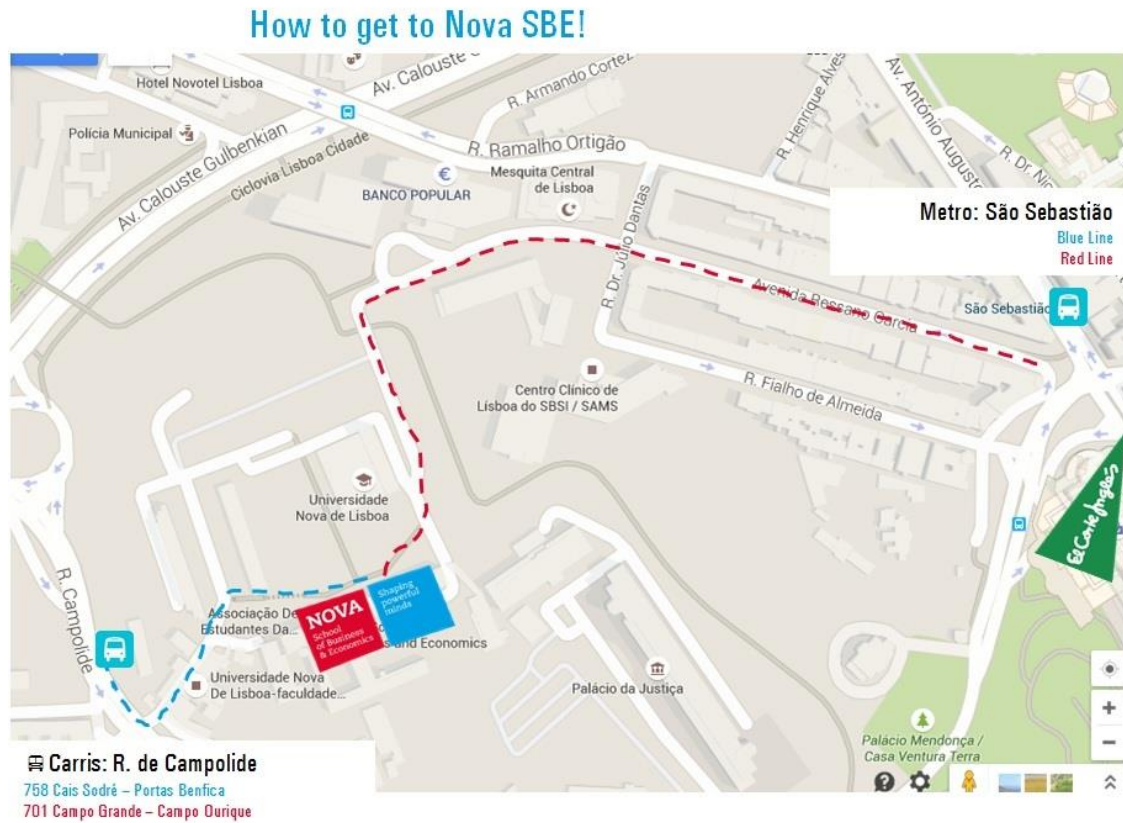 How to get to Nova SBE!
Hotel Novotel Lisboa
Av. Calouste
R. Armando Cortez
Polícia Municipal
Av. Calouste Gulbenkian
Ciclovia Lisboa Cidade
R. Ramalho Ortigão
R. Henrique Alves
Av. António Augusto
R. Dr. Nic
BANCO POPULAR
Mesquita Central
de Lisboa
R. Dr. Júlio Dantas
Metro: São Sebastião
Blue Line
Red Line
Avenida Ressano Garcia
São Sebastião
R. Fialho de Almeida
Centro Clínico de
Lisboa do SBSI / SAMS
Universidade
Nova de Lisboa
El Corte Inglés
R. Campolide
Associação De
Estudantes Da...
NOVA
School
of Business
& Economics
Shaping
powerful
minds
and Economics
Universidade Nova
De Lisboa-faculdade...
Palácio da Justiça
Palácio Mendonça /
Casa Ventura Terra
Carris: R. de Campolide
758 Cais Sodré – Portas Benfica
701 Campo Grande – Campo Ourique